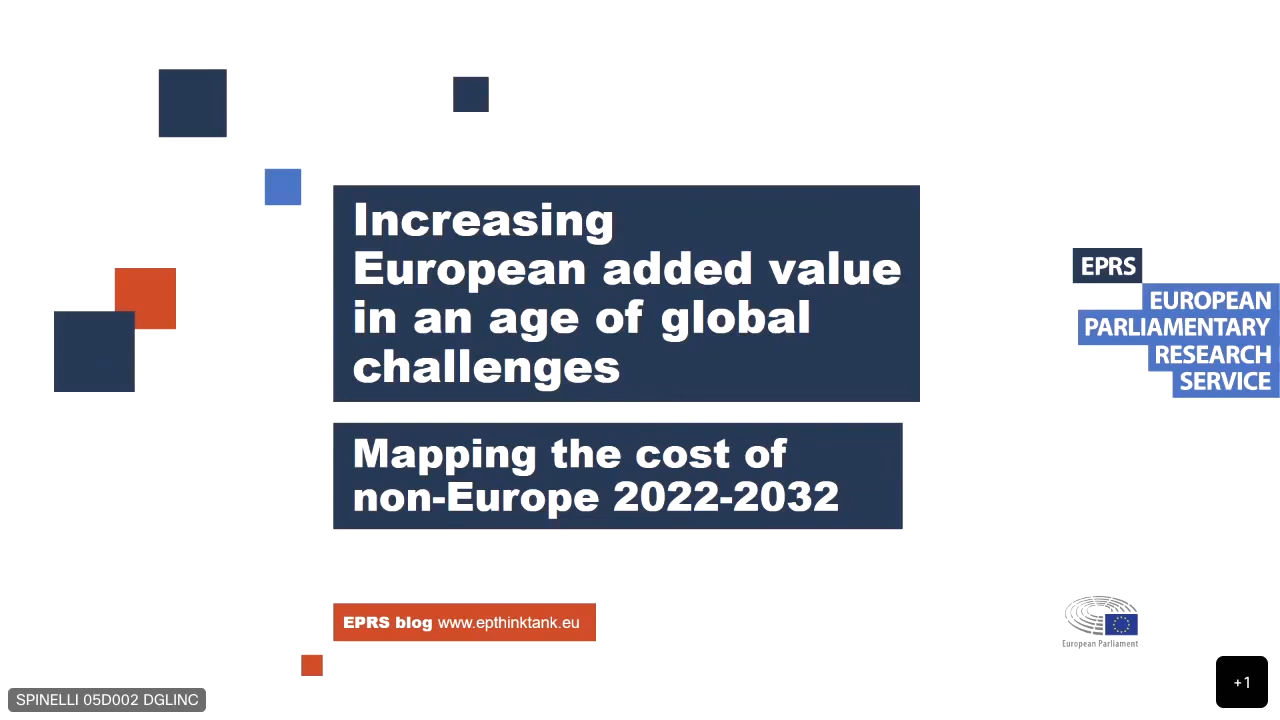 Increasing
European added value
in an age of global
challenges
Mapping the cost of
non-Europe 2022-2032
EPRS
EUROPEAN
PARLIAMENTARY
RESEARCH
SERVICE
EPRS blog www.epthinktank.eu
European Parliament
SPINELLI 05D002 DGLINC
+1